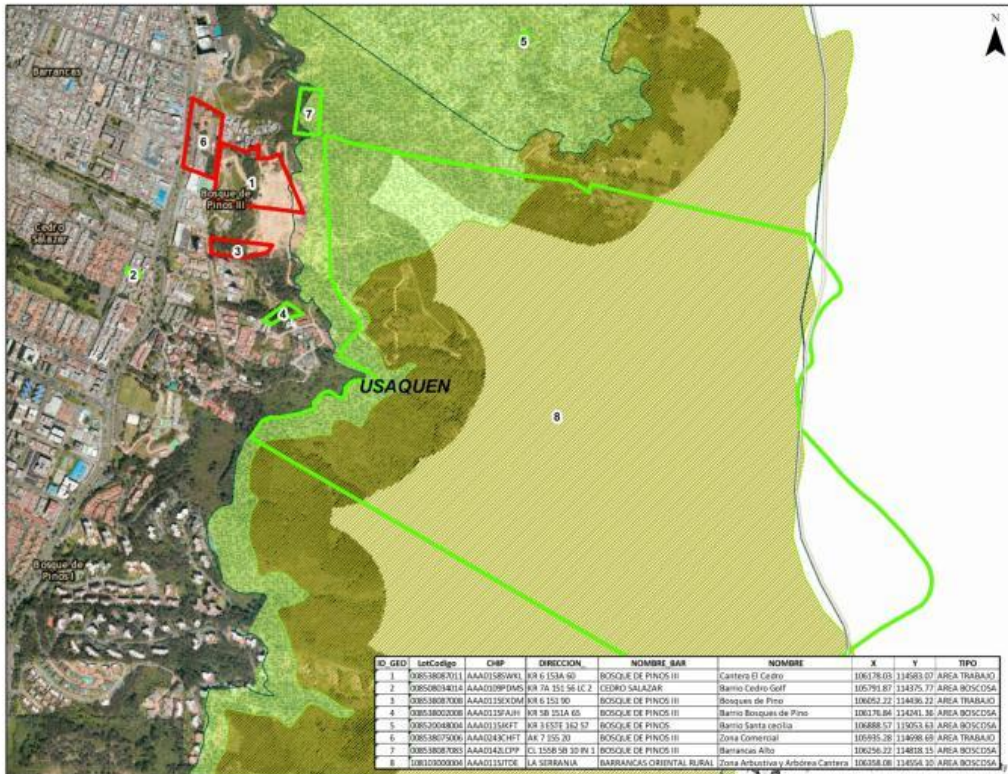 N
5
Barrancas
7
6
1
Bosque de
Pinos III
Cedro
Salazar
3
2
4
USAQUEN
8
Bosque de
Pinos I
ID_GEO LotCodigo CHIP DIRECCION_ NOMBRE_BAR NOMBRE X Y TIPO
1 008538087011 KR 6 153A 60 BOSQUE DE PINOS III Cantera El Cedro 106178.03 114583.07 AREA TRABAJO
2 008508034014 KR 7A 151 56 LC 2 CEDRO SALAZAR Barrio Cedro Golf 105791.87 114375.77 AREA BOSCOSA
3 008538087008 KR 6 151 90 BOSQUE DE PINOS III Bosques de Pino 106052.22 114436.22 AREA TRABAJO
4 008538002008 KR 5B 151A 65 BOSQUE DE PINOS III Barrio Bosques de Pino 106176.84 114241.36 AREA BOSCOSA
5 008520048004 KR 3 ESTE 162 57 BOSQUE DE PINOS III Barrio Santa cecilia 106888.57 115053.63 AREA BOSCOSA
6 008538075006 AAA0243CHFT AK 7 155 20 BOSQUE DE PINOS III Zona Comercial 105935.28 114698.69 AREA TRABAJO
7 008538087083 AAA0142LCPP CL 155B 5B 10 IN 1 BOSQUE DE PINOS III Barrancas Alto 106256.22 114818.15 AREA BOSCOSA
8 108103000004 LA SERRANIA BARRANCAS ORIENTAL RURAL Zona Arbustiva y Arbórea Cantera 106358.08 114554.10 AREA BOSCOSA